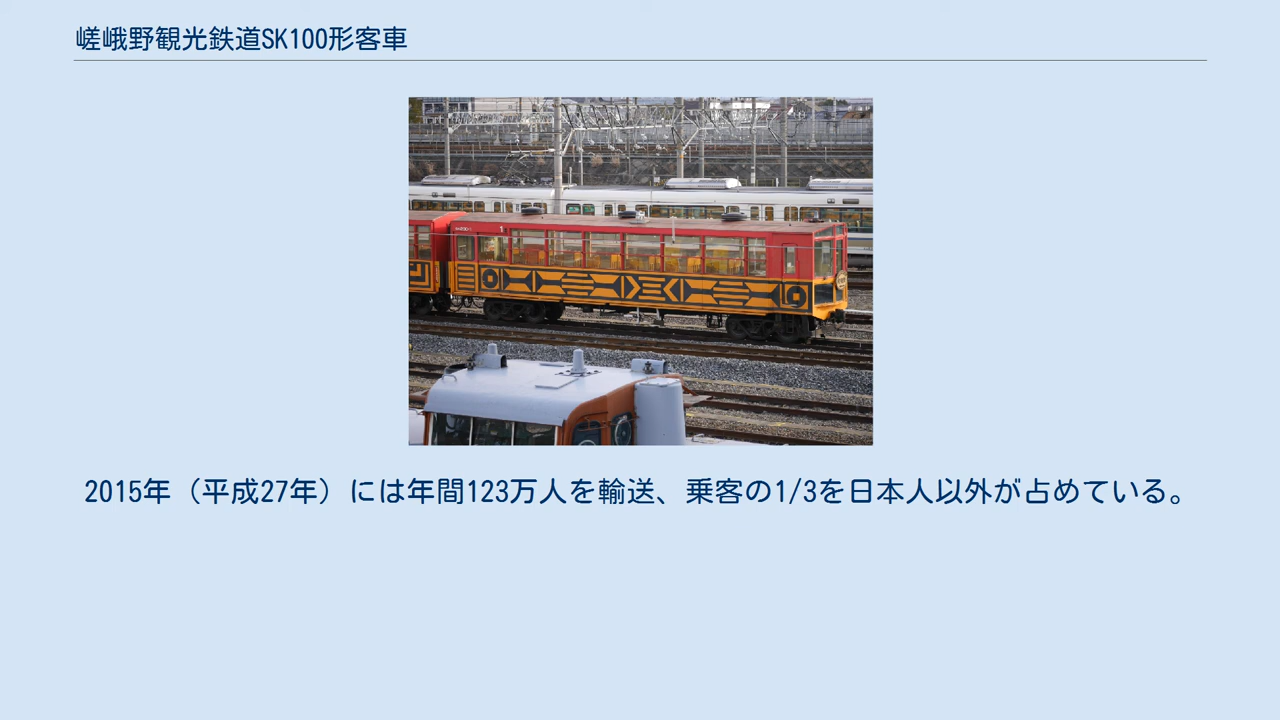 嵯峨野観光鉄道SK100形客車
2015年（平成27年）には年間123万人を輸送、乗客の1/3を日本人以外が占めている。